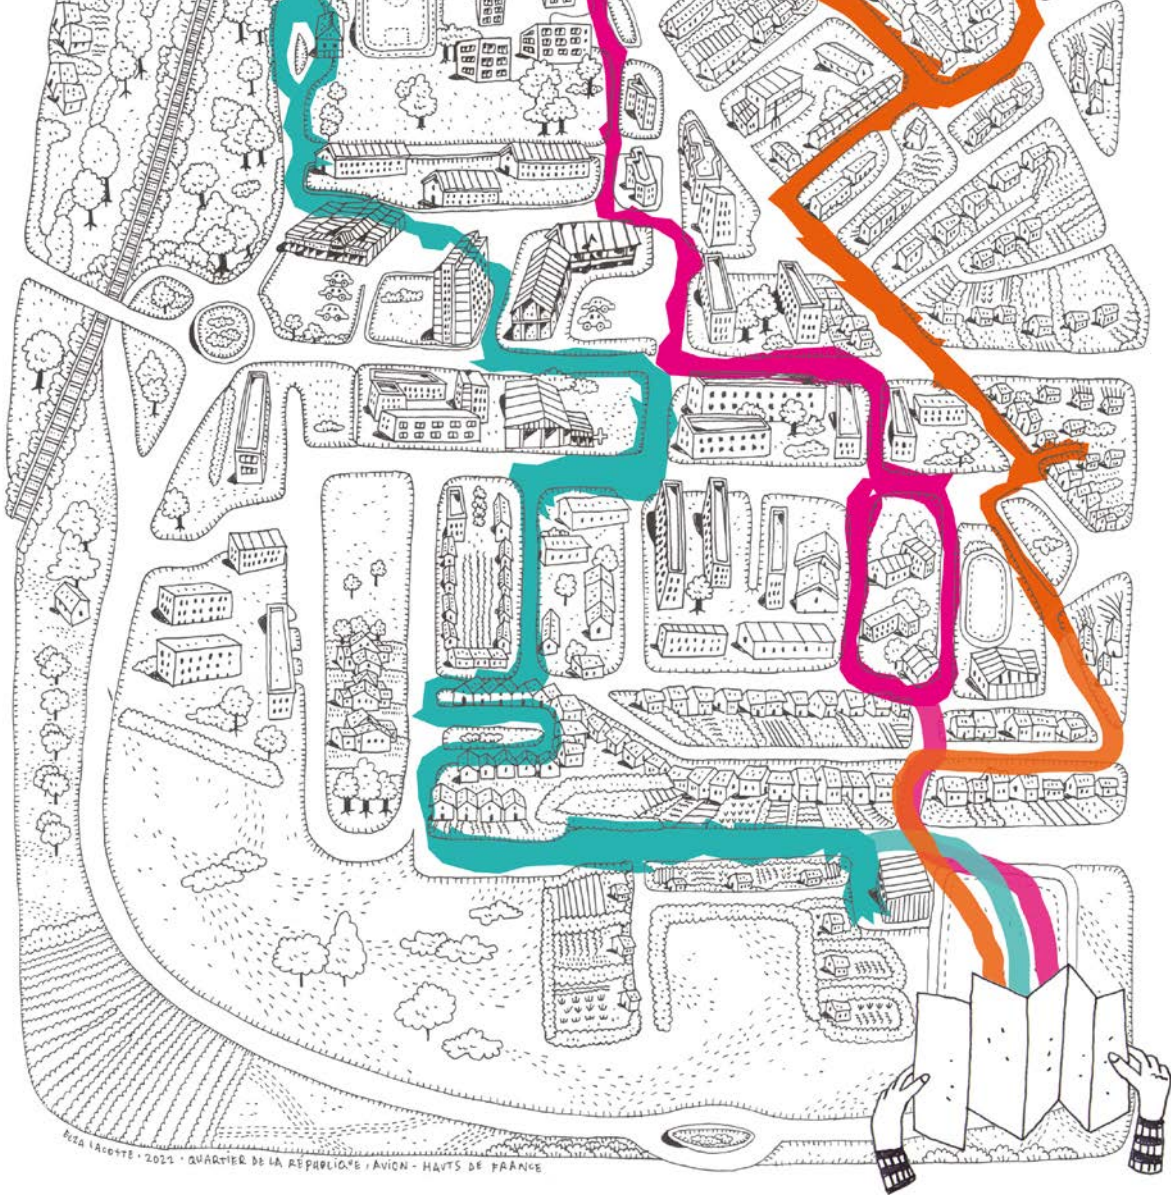 ELZA LACOSTE · 2022 · QUARTIER DE LA RÉPUBLIQUE, AVION - HAUTS DE FRANCE